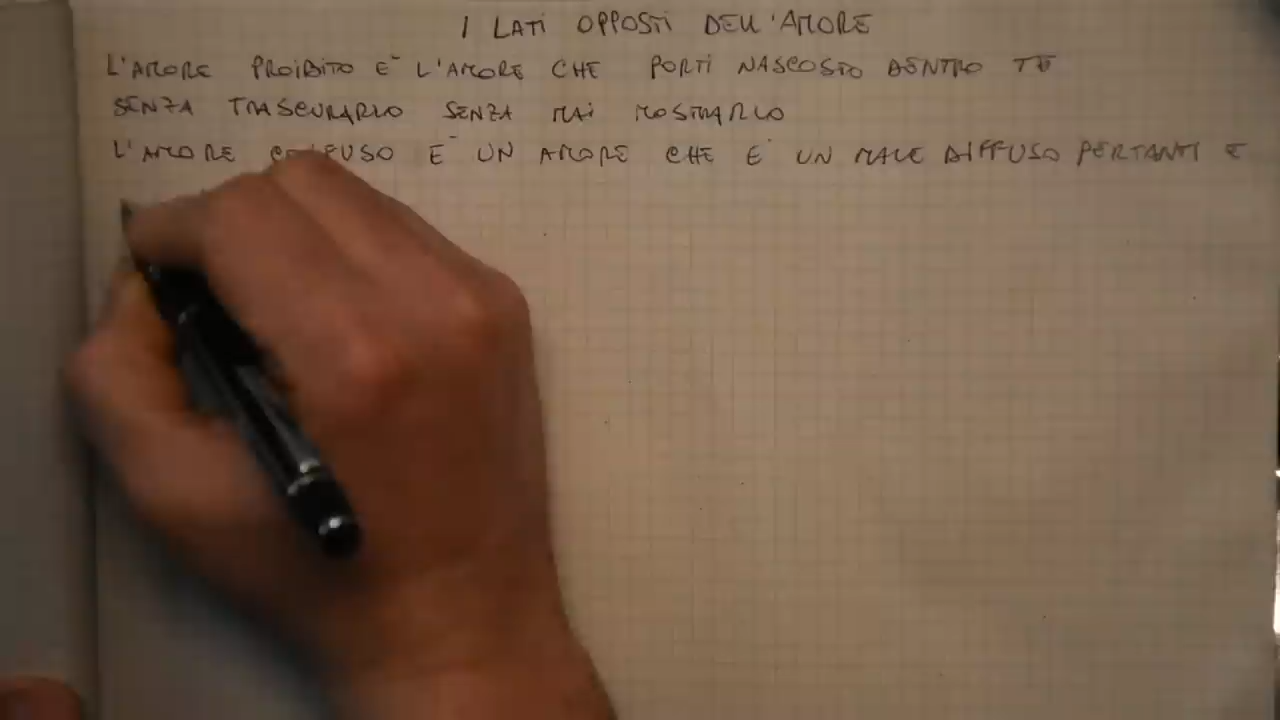 I LATI OPPOSTI DELL'AMORE
L'AMORE PROIBITO E' L'AMORE CHE PORTI NASCOSTO DENTRO TE
SENZA TRASCURARLO SENZA MAI MOSTRARLO
L'AMORE E' UN AMORE CHE E' UN MALE DIFFUSO PERTANTI E